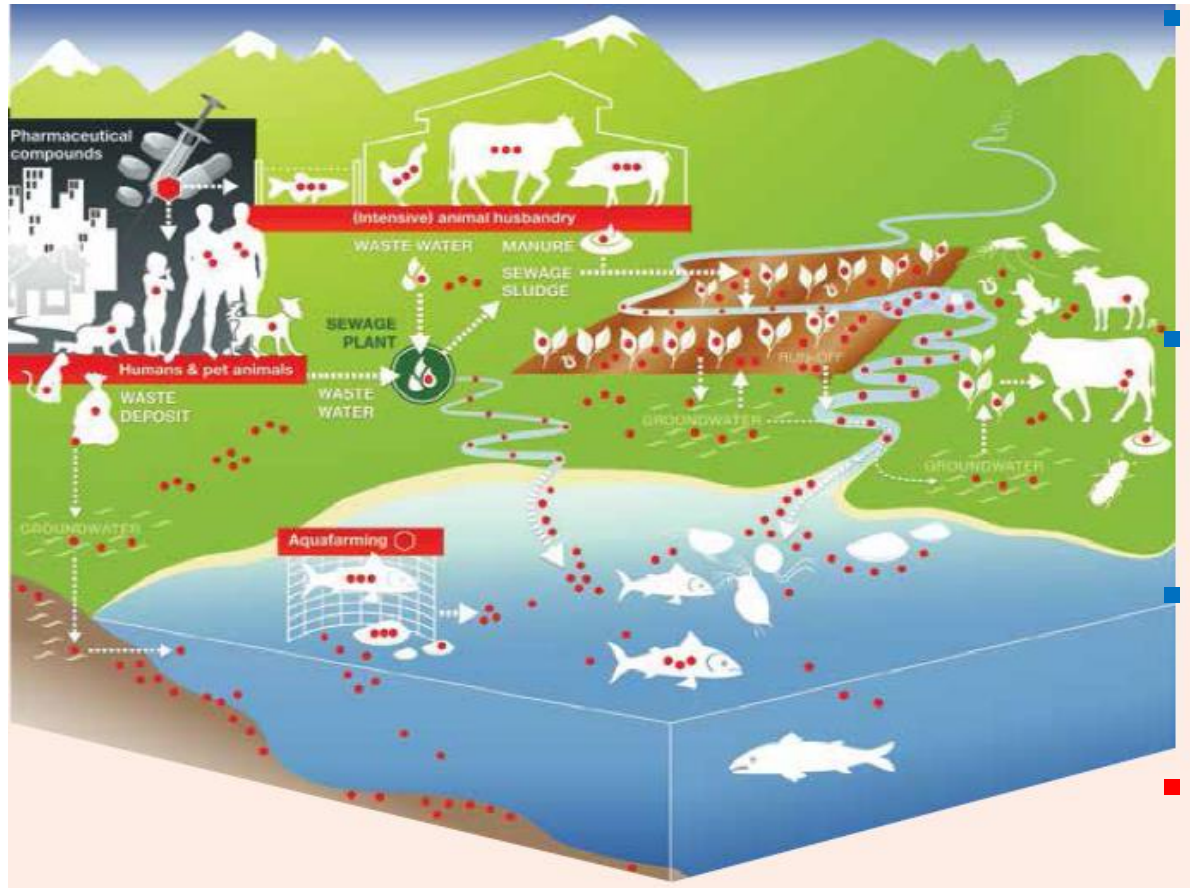 Pharmaceutical
compounds
(Intensive) animal husbandry
WASTE WATER
MANURE
SEWAGE
SLUDGE
SEWAGE
PLANT
RUN-OFF
Humans & pet animals
WASTE
DEPOSIT
WASTE
WATER
GROUNDWATER
GROUNDWATER
GROUNDWATER
Aquafarming